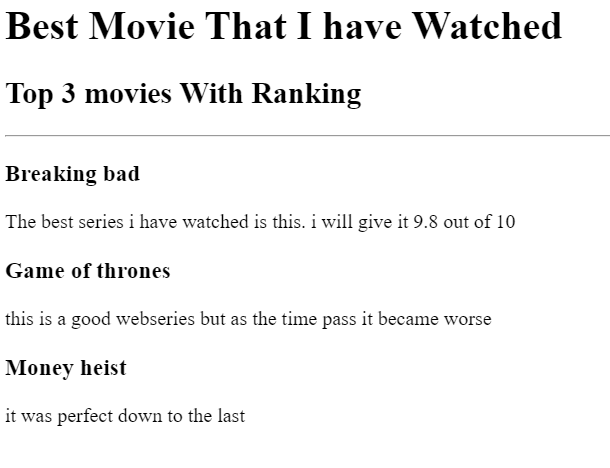 Best Movie That I have Watched
Top 3 movies With Ranking
Breaking bad
The best series i have watched is this. i will give it 9.8 out of 10
Game of thrones
this is a good webseries but as the time pass it became worse
Money heist
it was perfect down to the last